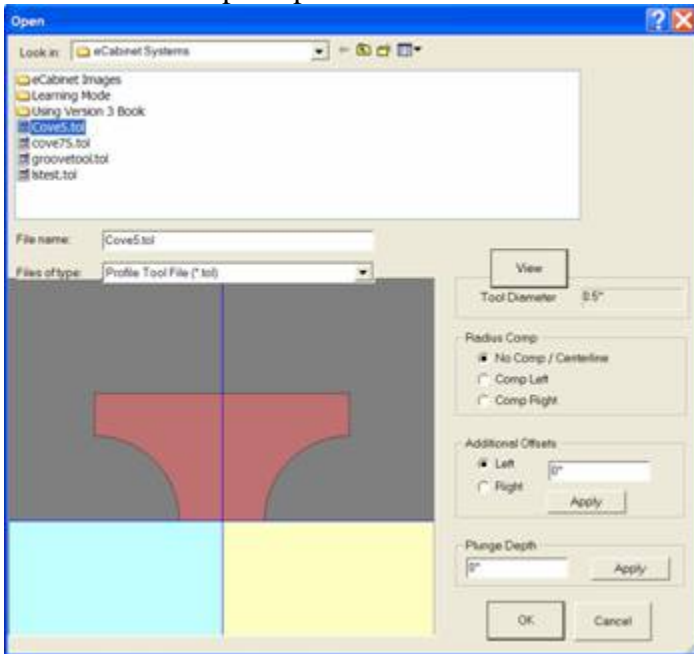 Open
Look in: eCabinet Systems
eCabinet Images
Learning Mode
Using Version 3 Book
Cove5.tol
cove75.tol
groovetool.tol
lstest.tol
File name: Cove5.tol
Files of type: Profile Tool File (*.tol)
View
Tool Diameter 0.5"
Radius Comp
No Comp / Centerline
Comp Left
Comp Right
Additional Offsets
Left 0"
Right
Apply
Plunge Depth
0" Apply
OK Cancel